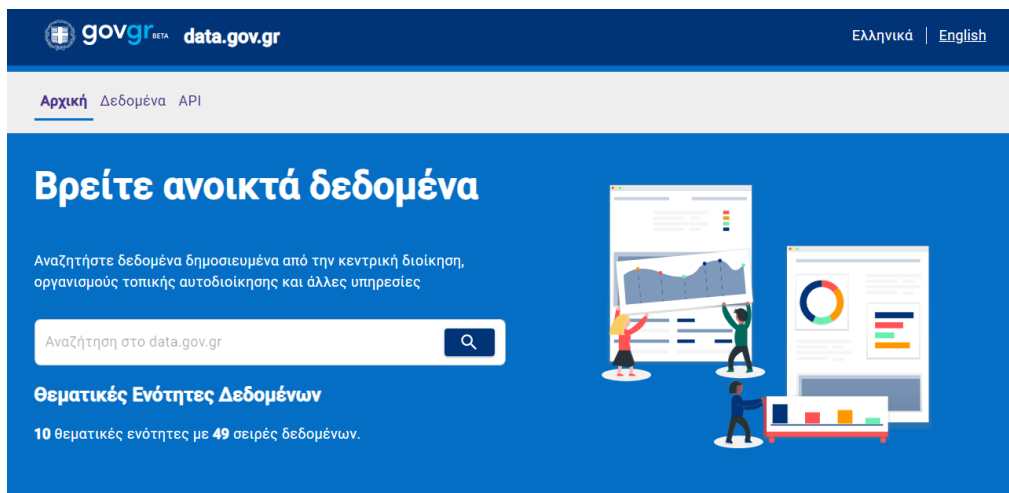 govgr BETA data.gov.gr
Ελληνικά | English
Αρχική Δεδομένα API
Βρείτε ανοικτά δεδομένα
Αναζητήστε δεδομένα δημοσιευμένα από την κεντρική διοίκηση,
οργανισμούς τοπικής αυτοδιοίκησης και άλλες υπηρεσίες
Αναζήτηση στο data.gov.gr
Θεματικές Ενότητες Δεδομένων
10 θεματικές ενότητες με 49 σειρές δεδομένων.